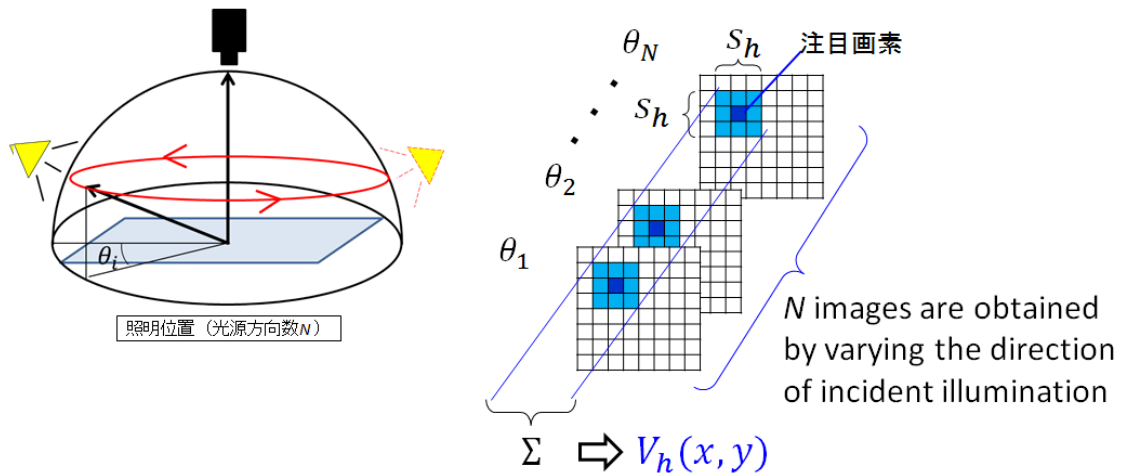 θ_i
照明位置（光源方向数N）
θ_N
S_h
注目画素
S_h
θ_2
θ_1
N images are obtained
by varying the direction
of incident illumination
Σ ⇨ V_h(x, y)